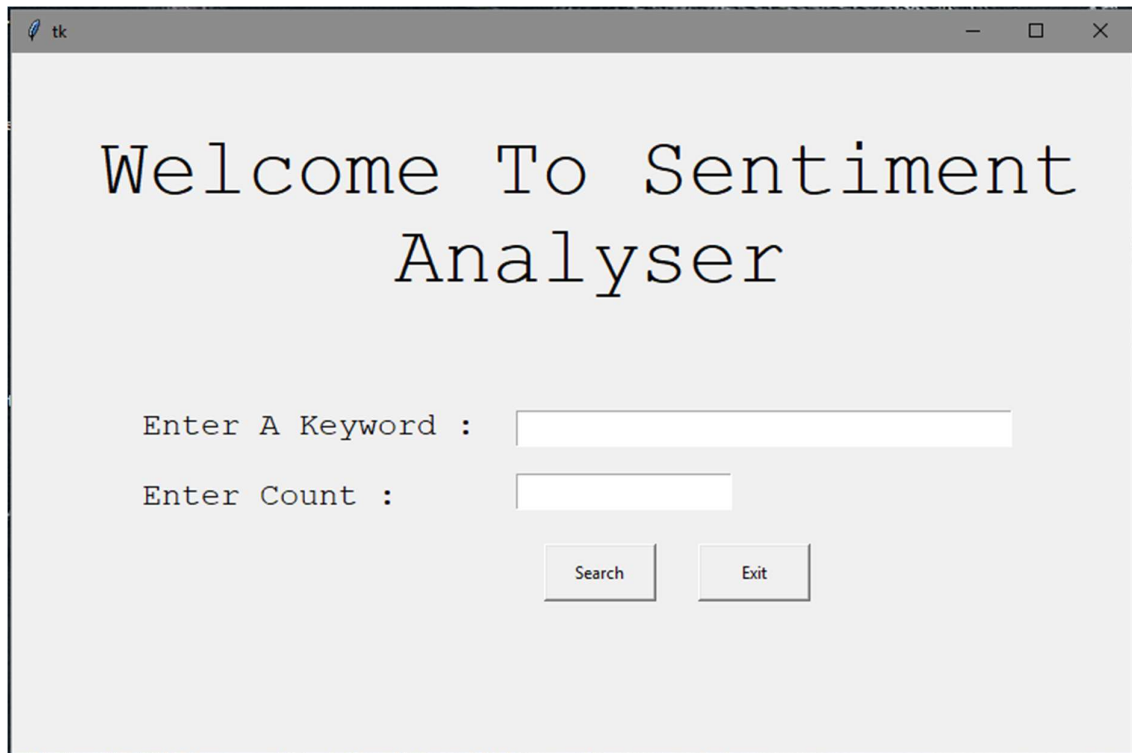 tk
Welcome To Sentiment
Analyser
Enter A Keyword :
Enter Count :
Search Exit